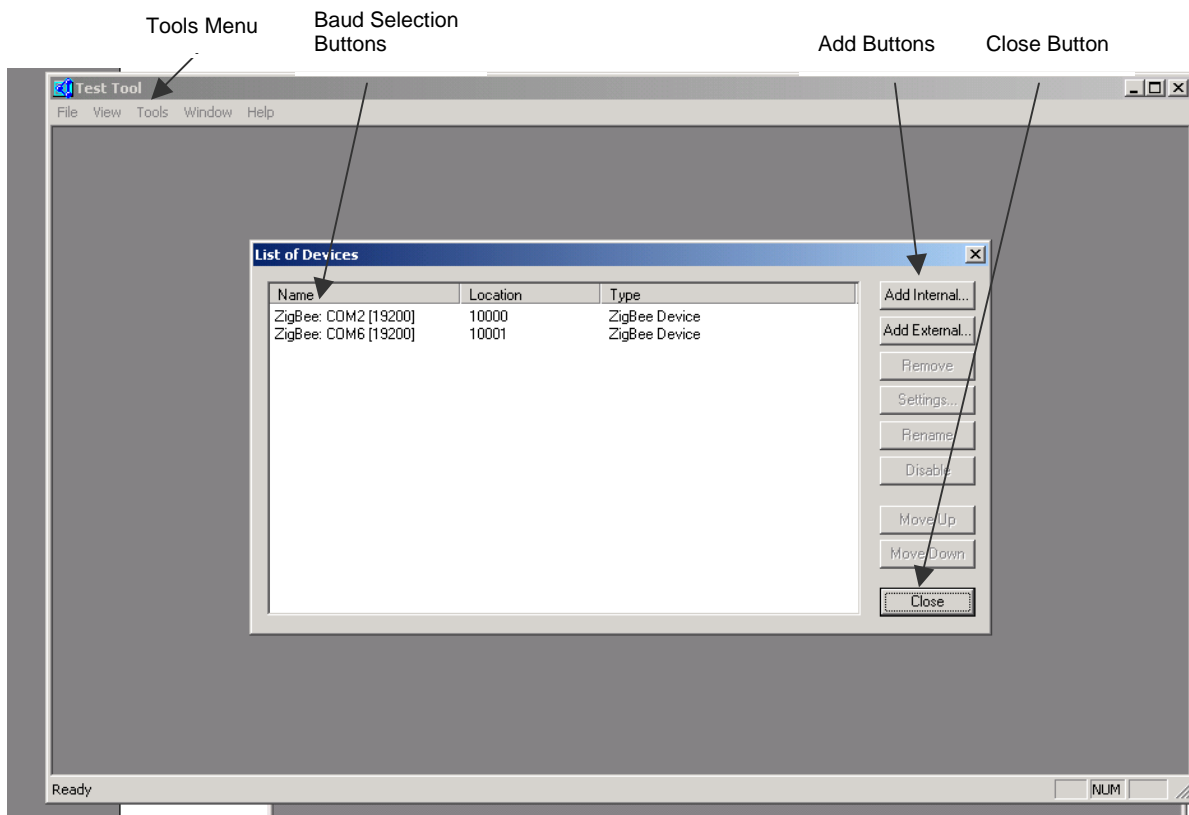 Tools Menu
Baud Selection
Buttons
Add Buttons
Close Button
Test Tool
File View Tools Window Help
List of Devices
Name Location Type
ZigBee: COM2 [19200] 10000 ZigBee Device
ZigBee: COM6 [19200] 10001 ZigBee Device
Add Internal...
Add External...
Remove
Settings...
Rename
Disable
Move Up
Move Down
Close
Ready
NUM